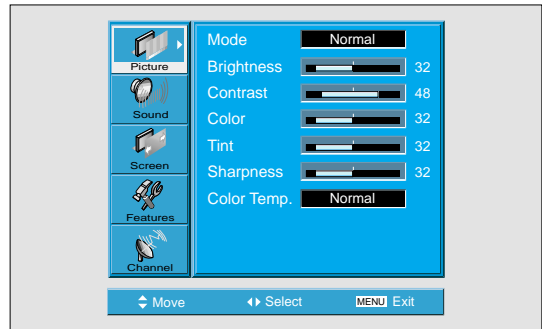 Picture
Sound
Screen
Features
Channel
Mode Normal
Brightness 32
Contrast 48
Color 32
Tint 32
Sharpness 32
Color Temp. Normal
Move Select MENU Exit